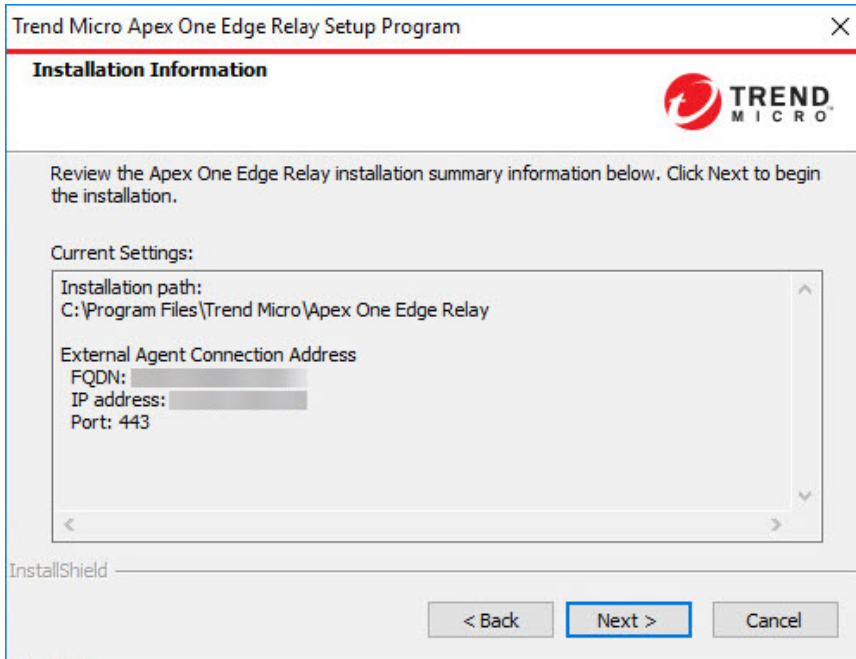 Trend Micro Apex One Edge Relay Setup Program
Installation Information
TREND
MICRO
Review the Apex One Edge Relay installation summary information below. Click Next to begin
the installation.
Current Settings:
Installation path:
C:\Program Files\Trend Micro\Apex One Edge Relay
External Agent Connection Address
FQDN:
IP address:
Port: 443
InstallShield
< Back
Next >
Cancel